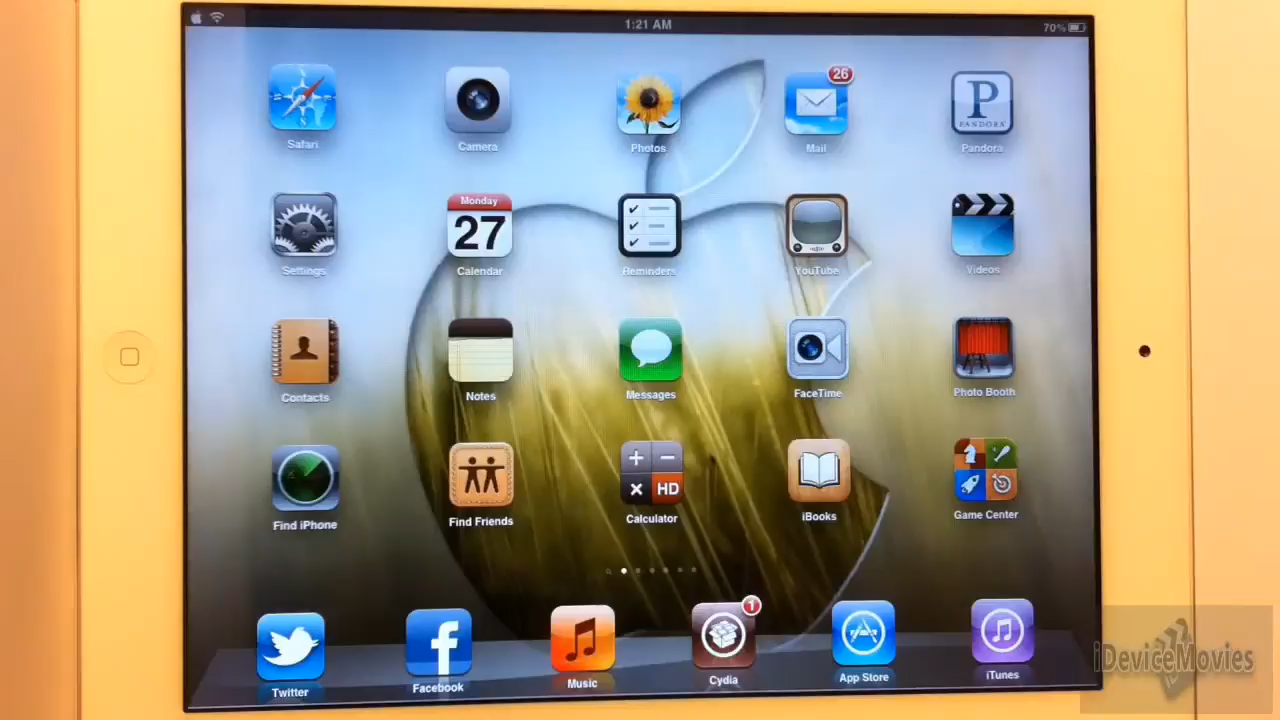 1:21 AM
70%
Safari
Camera
Photos
26
Mail
P
PANDORA
Pandora
Settings
Monday
27
Calendar
Reminders
YouTube
Videos
Contacts
Notes
Messages
FaceTime
Photo Booth
Find iPhone
Find Friends
+ −
× HD
Calculator
iBooks
Game Center
Twitter
f
Facebook
Music
1
Cydia
App Store
iTunes
iDeviceMovies